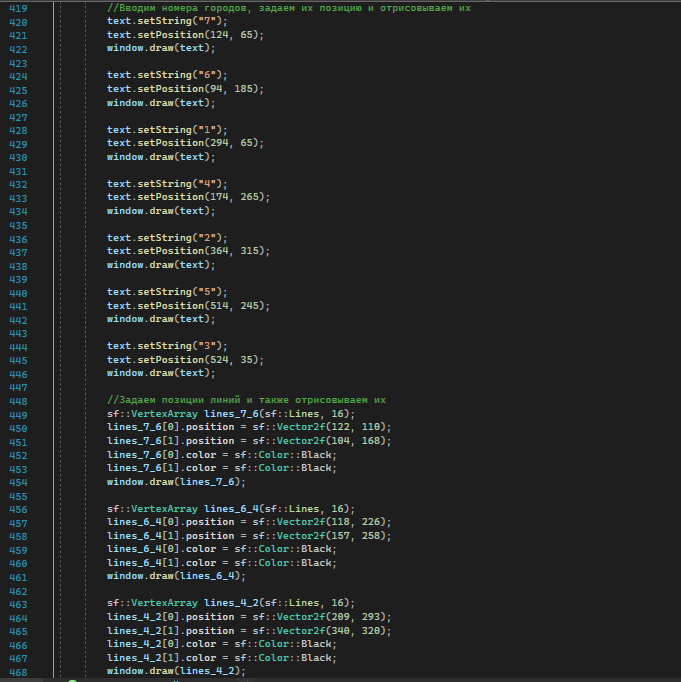 419 //Вводим номера городов, задаем их позицию и отрисовываем их
420 text.setString("7");
421 text.setPosition(124, 65);
422 window.draw(text);
423
424 text.setString("6");
425 text.setPosition(94, 185);
426 window.draw(text);
427
428 text.setString("1");
429 text.setPosition(294, 65);
430 window.draw(text);
431
432 text.setString("4");
433 text.setPosition(174, 265);
434 window.draw(text);
435
436 text.setString("2");
437 text.setPosition(364, 315);
438 window.draw(text);
439
440 text.setString("5");
441 text.setPosition(514, 245);
442 window.draw(text);
443
444 text.setString("3");
445 text.setPosition(524, 35);
446 window.draw(text);
447
448 //Задаем позиции линий и также отрисовываем их
449 sf::VertexArray lines_7_6(sf::Lines, 16);
450 lines_7_6[0].position = sf::Vector2f(122, 110);
451 lines_7_6[1].position = sf::Vector2f(104, 168);
452 lines_7_6[0].color = sf::Color::Black;
453 lines_7_6[1].color = sf::Color::Black;
454 window.draw(lines_7_6);
455
456 sf::VertexArray lines_6_4(sf::Lines, 16);
457 lines_6_4[0].position = sf::Vector2f(118, 226);
458 lines_6_4[1].position = sf::Vector2f(157, 258);
459 lines_6_4[0].color = sf::Color::Black;
460 lines_6_4[1].color = sf::Color::Black;
461 window.draw(lines_6_4);
462
463 sf::VertexArray lines_4_2(sf::Lines, 16);
464 lines_4_2[0].position = sf::Vector2f(209, 293);
465 lines_4_2[1].position = sf::Vector2f(340, 320);
466 lines_4_2[0].color = sf::Color::Black;
467 lines_4_2[1].color = sf::Color::Black;
468 window.draw(lines_4_2);